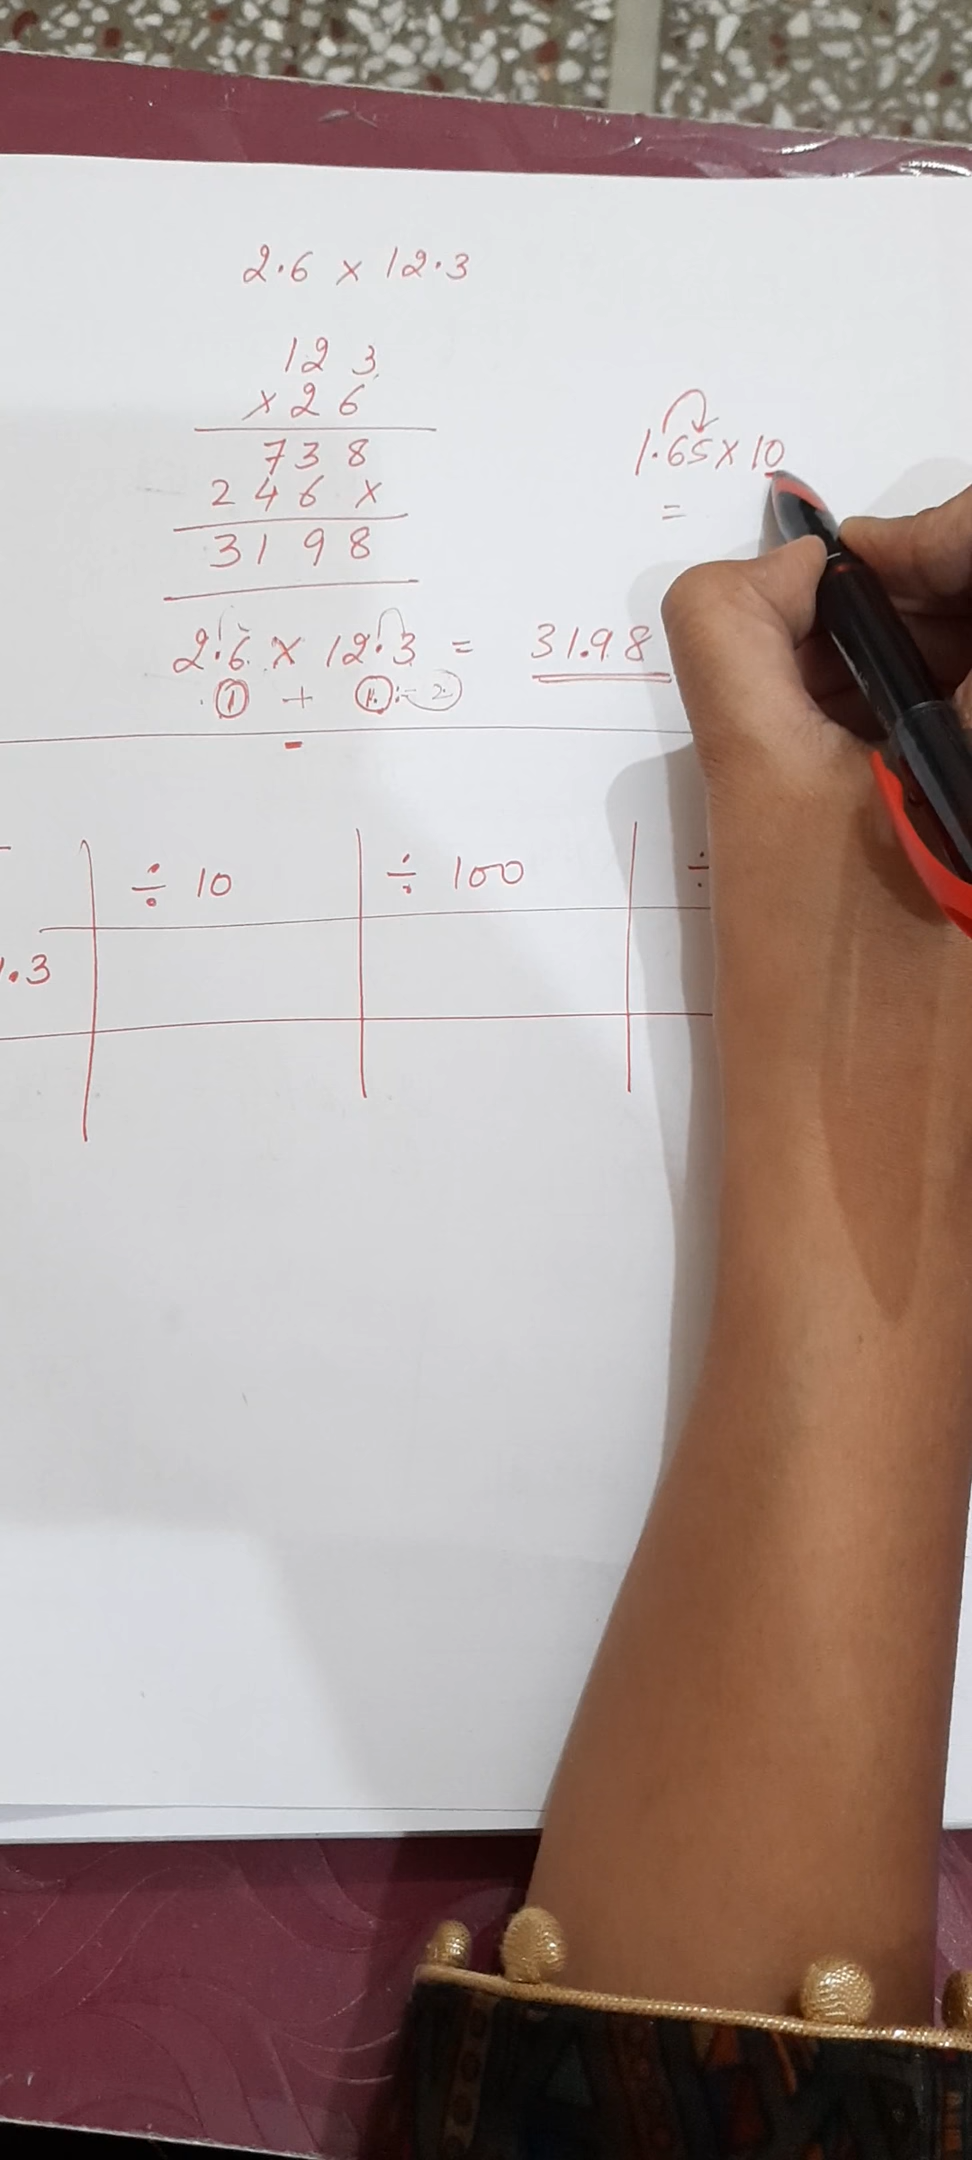 2.6 x 12.3
123
x 26
738
246x
3198
2.6 x 12.3 = 31.98
1 + 1 = 2
1.65 x 10
=
÷ 10 ÷ 100 ÷
.3